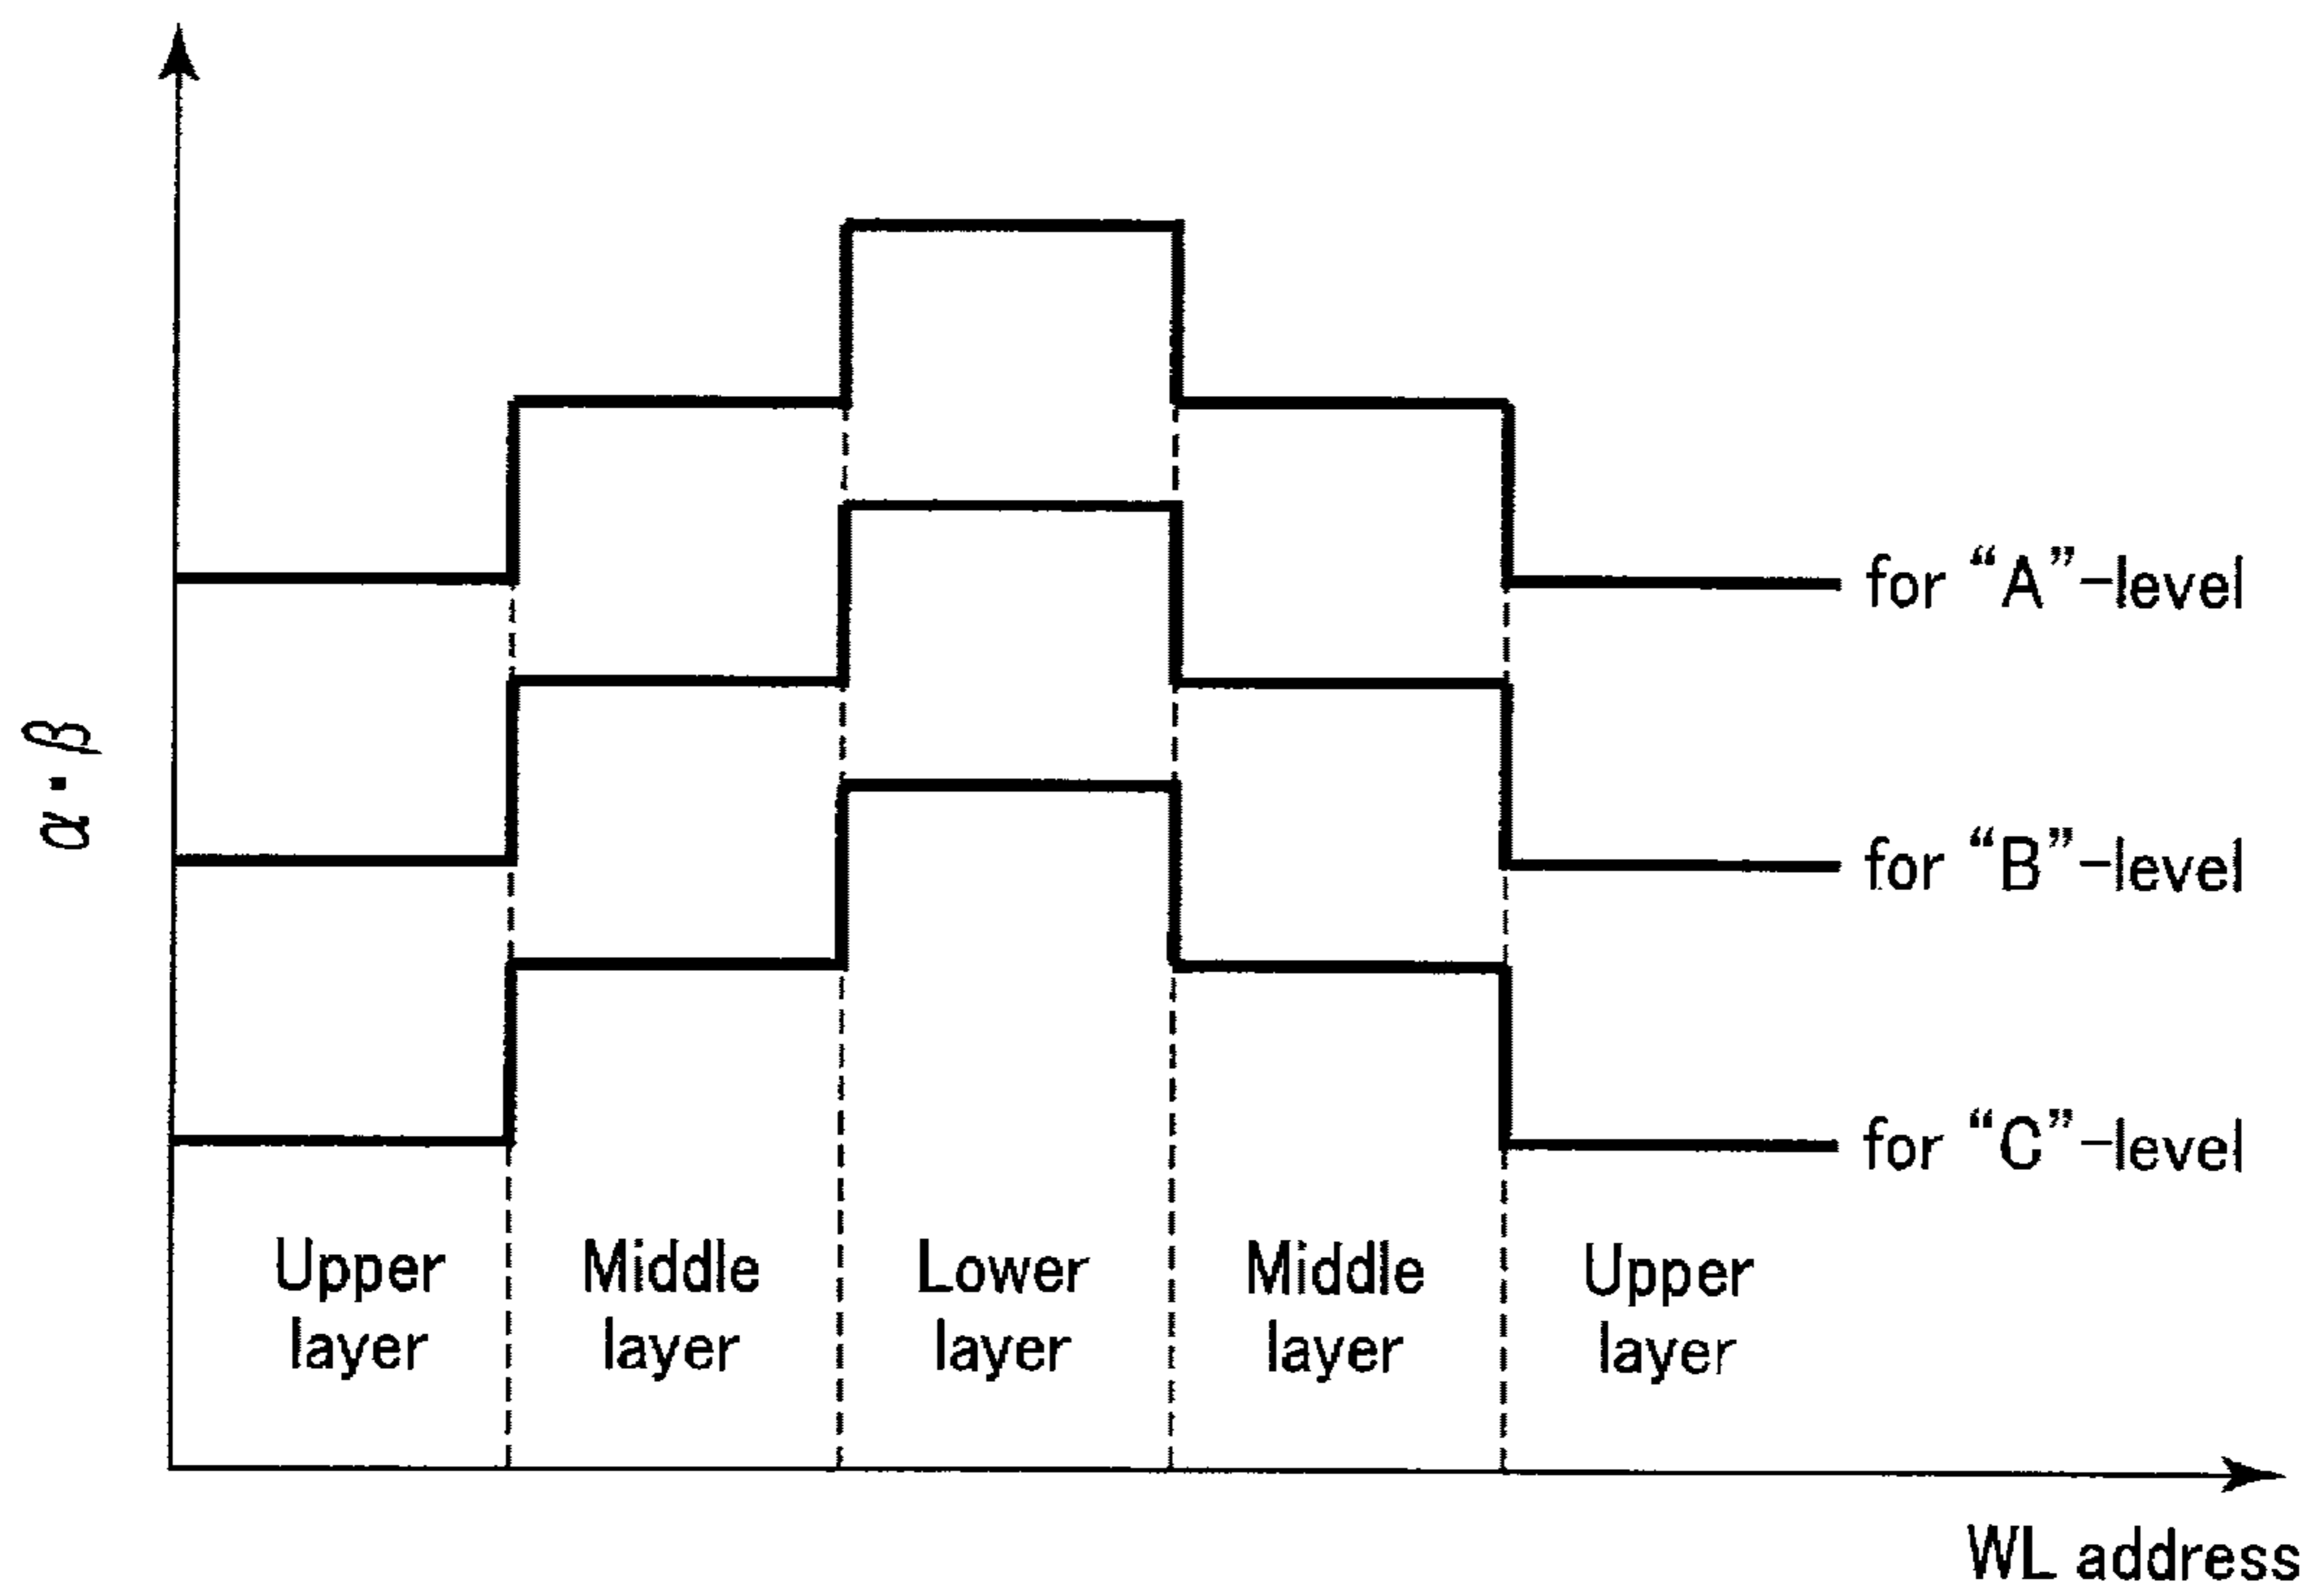 α・β
for “A”-level
for “B”-level
for “C”-level
Upper
layer
Middle
layer
Lower
layer
Middle
layer
Upper
layer
WL address